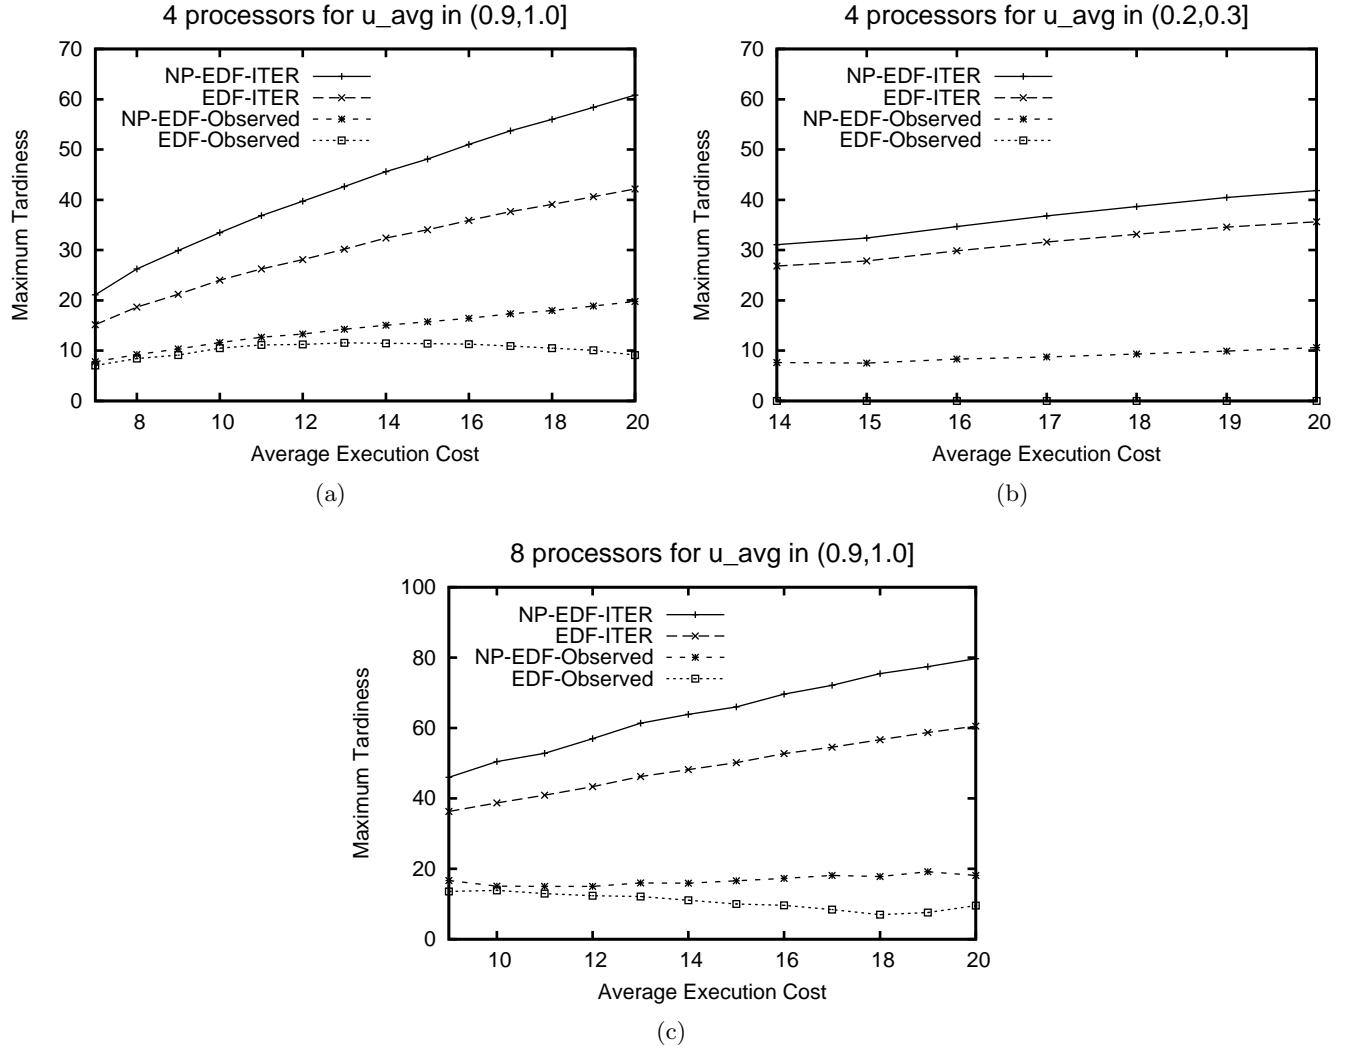 4 processors for u_avg in (0.9,1.0]
70
60
50
40
30
20
10
0
Maximum Tardiness
NP-EDF-ITER
EDF-ITER
NP-EDF-Observed
EDF-Observed
8 10 12 14 16 18 20
Average Execution Cost
(a)
4 processors for u_avg in (0.2,0.3]
70
60
50
40
30
20
10
0
Maximum Tardiness
NP-EDF-ITER
EDF-ITER
NP-EDF-Observed
EDF-Observed
14 15 16 17 18 19 20
Average Execution Cost
(b)
8 processors for u_avg in (0.9,1.0]
100
80
60
40
20
0
Maximum Tardiness
NP-EDF-ITER
EDF-ITER
NP-EDF-Observed
EDF-Observed
10 12 14 16 18 20
Average Execution Cost
(c)